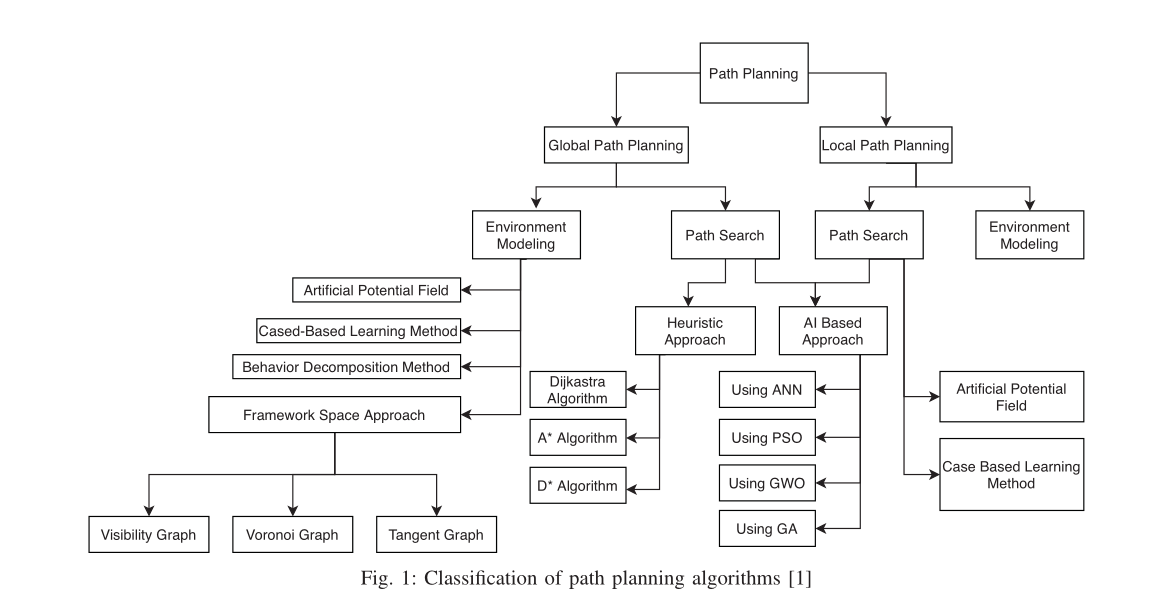 Path Planning
Global Path Planning
Local Path Planning
Environment
Modeling
Path Search
Path Search
Environment
Modeling
Artificial Potential Field
Cased-Based Learning Method
Behavior Decomposition Method
Framework Space Approach
Visibility Graph
Voronoi Graph
Tangent Graph
Heuristic
Approach
Dijkastra
Algorithm
A* Algorithm
D* Algorithm
AI Based
Approach
Using ANN
Using PSO
Using GWO
Using GA
Artificial Potential
Field
Case Based Learning
Method
Fig. 1: Classification of path planning algorithms [1]